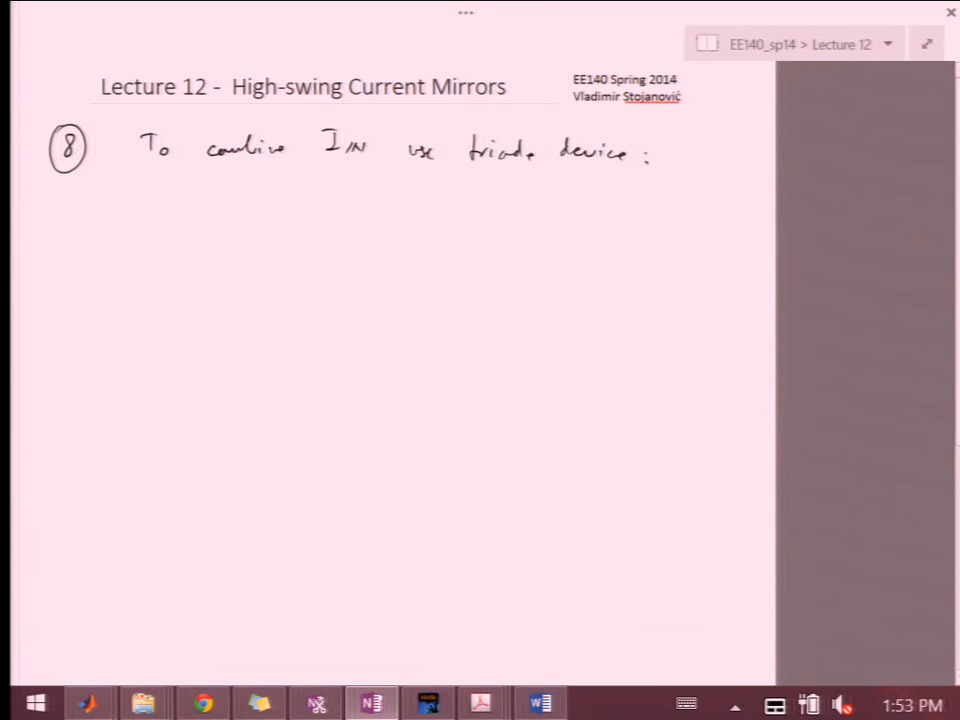 EE140_sp14 > Lecture 12
Lecture 12 - High-swing Current Mirrors
EE140 Spring 2014
Vladimir Stojanović
8 To combine IIN use triode device :
1:53 PM